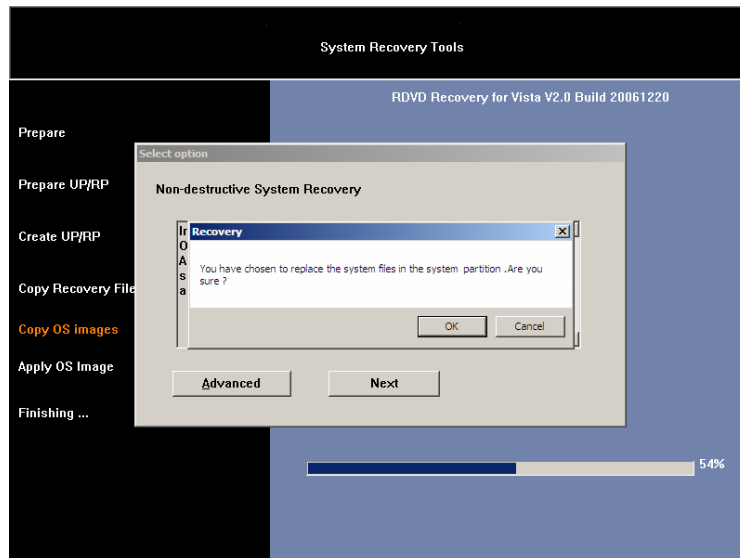 System Recovery Tools
RDVD Recovery for Vista V2.0 Build 20061220
Prepare
Prepare UP/RP
Create UP/RP
Copy Recovery File
Copy OS images
Apply OS Image
Finishing ...
Select option
Non-destructive System Recovery
Ir
O
A
s
a
Recovery
You have chosen to replace the system files in the system partition .Are you
sure ?
OK Cancel
Advanced Next
54%